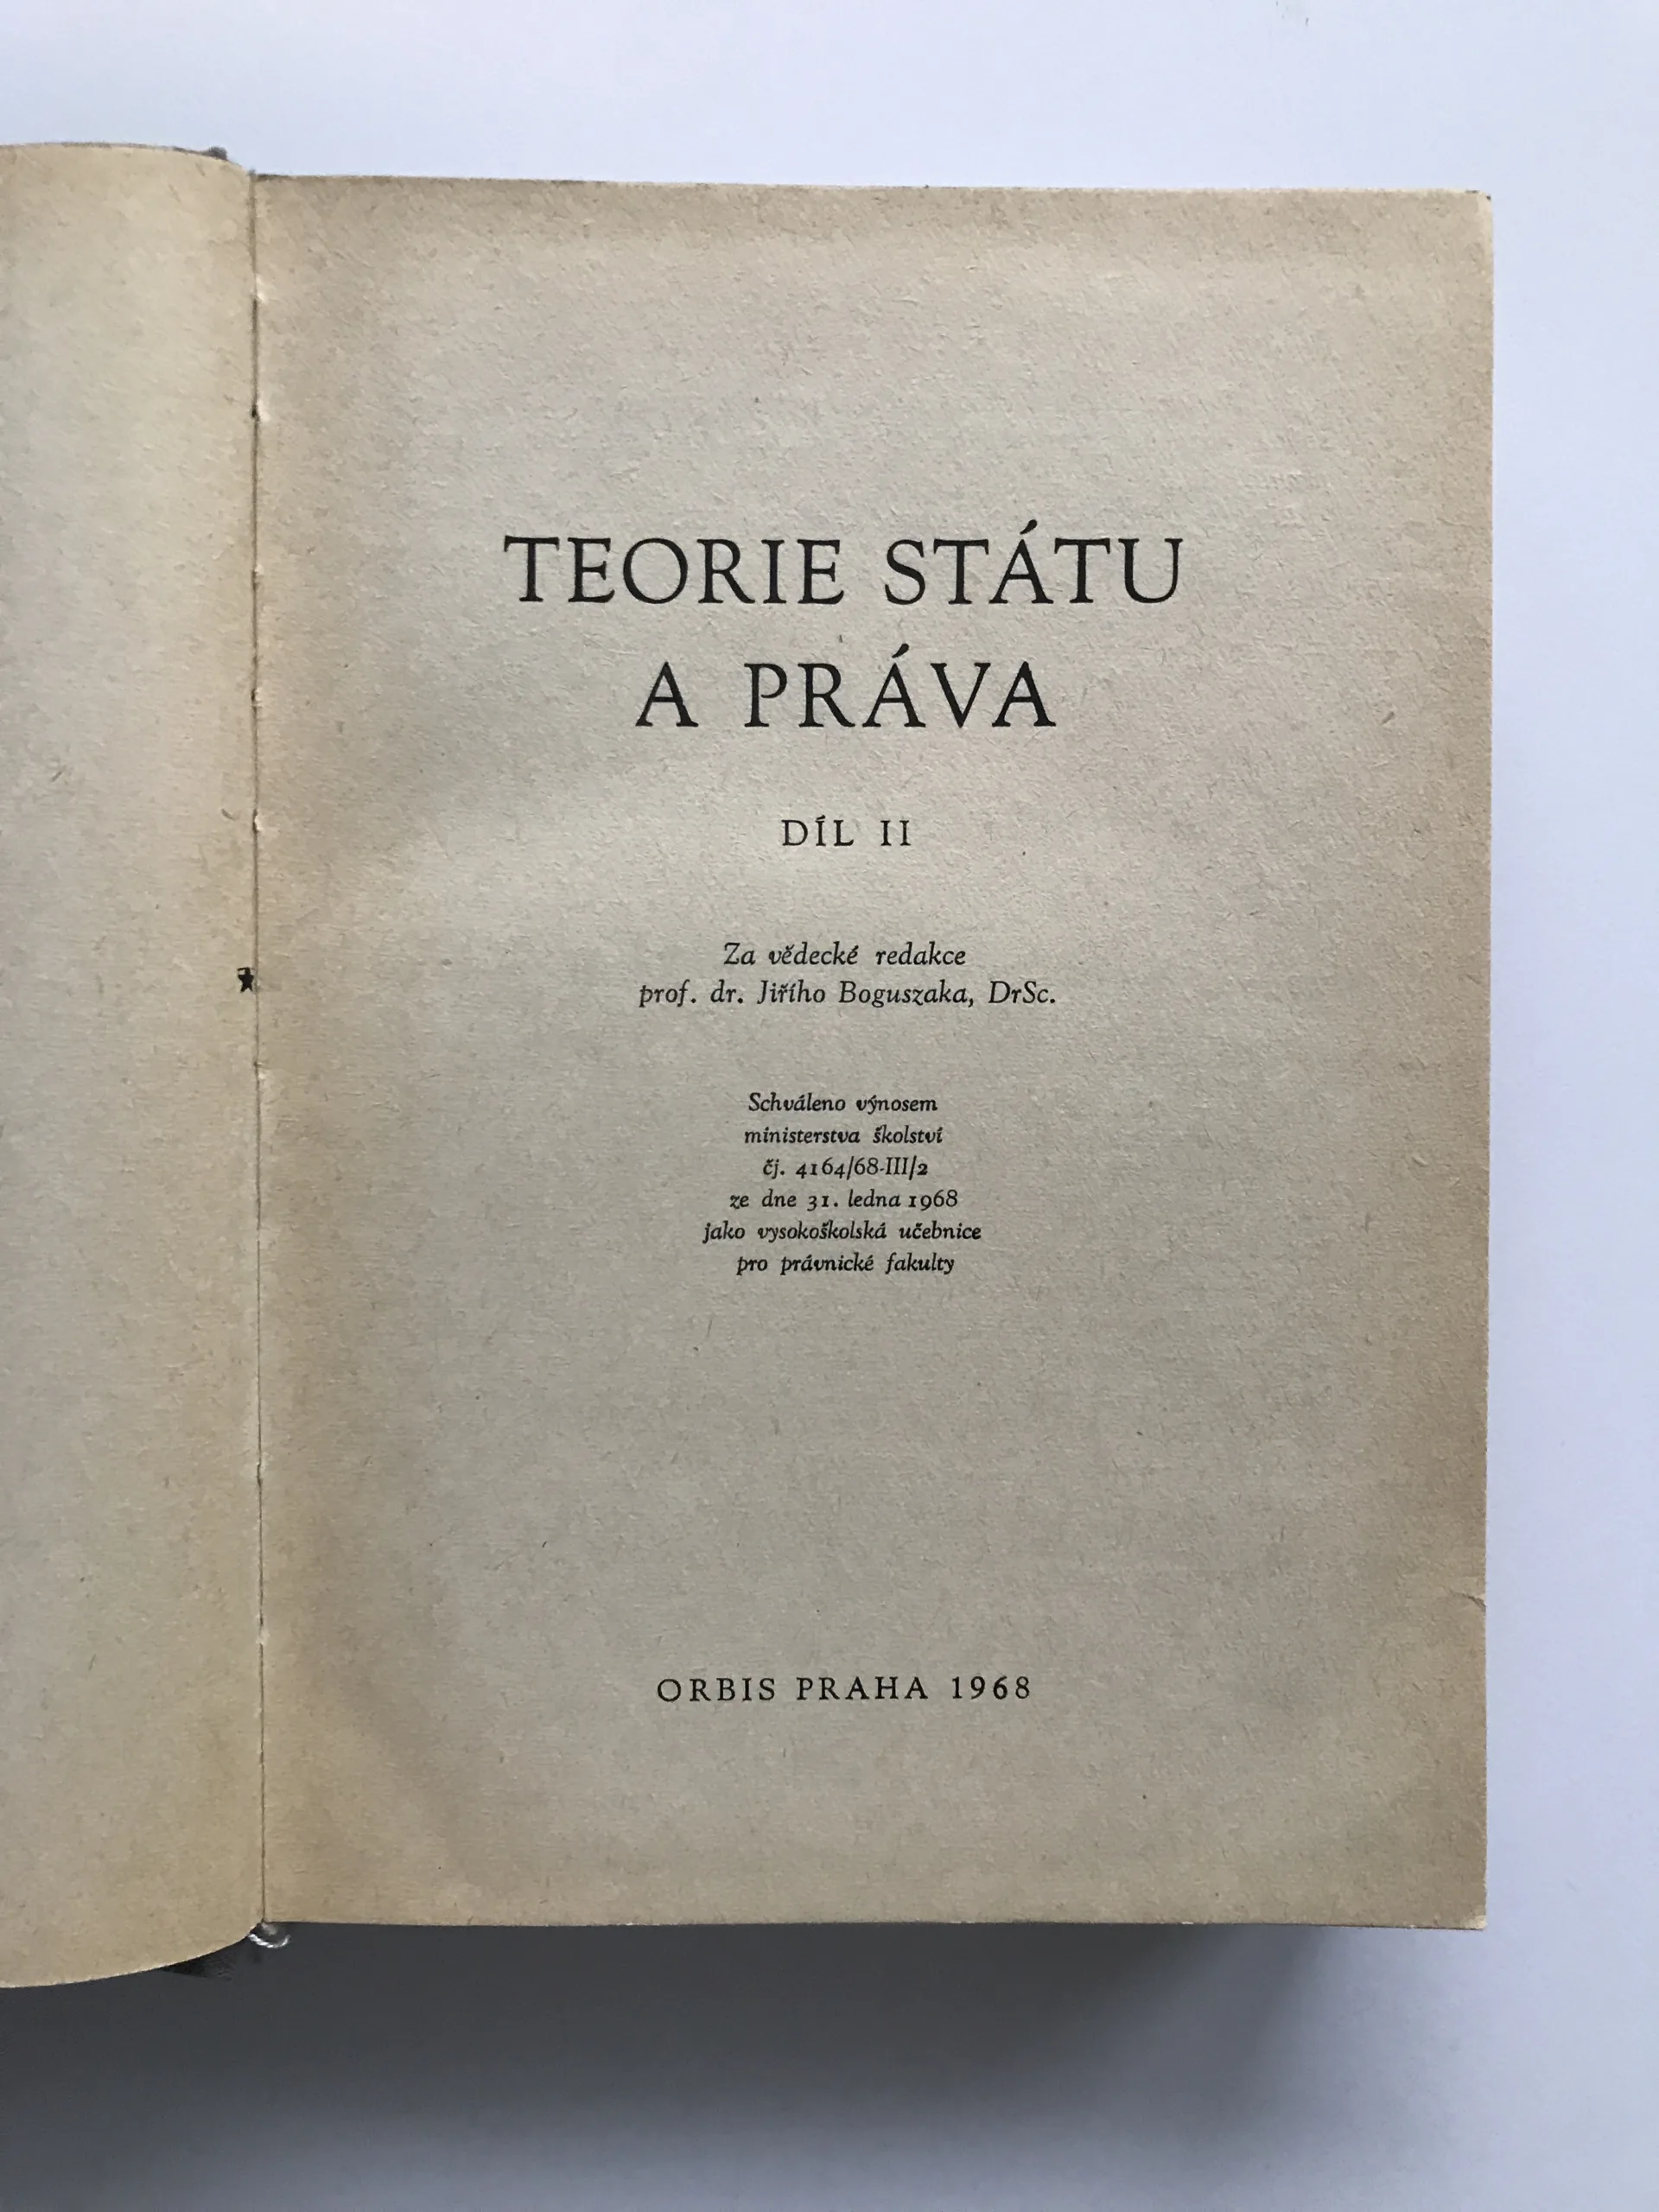 TEORIE STÁTU
A PRÁVA
DÍL II
Za vědecké redakce
prof. dr. Jiřího Boguszaka, DrSc.
Schváleno výnosem
ministerstva školství
čj. 4164/68-III/2
ze dne 31. ledna 1968
jako vysokoškolská učebnice
pro právnické fakulty
ORBIS PRAHA 1968